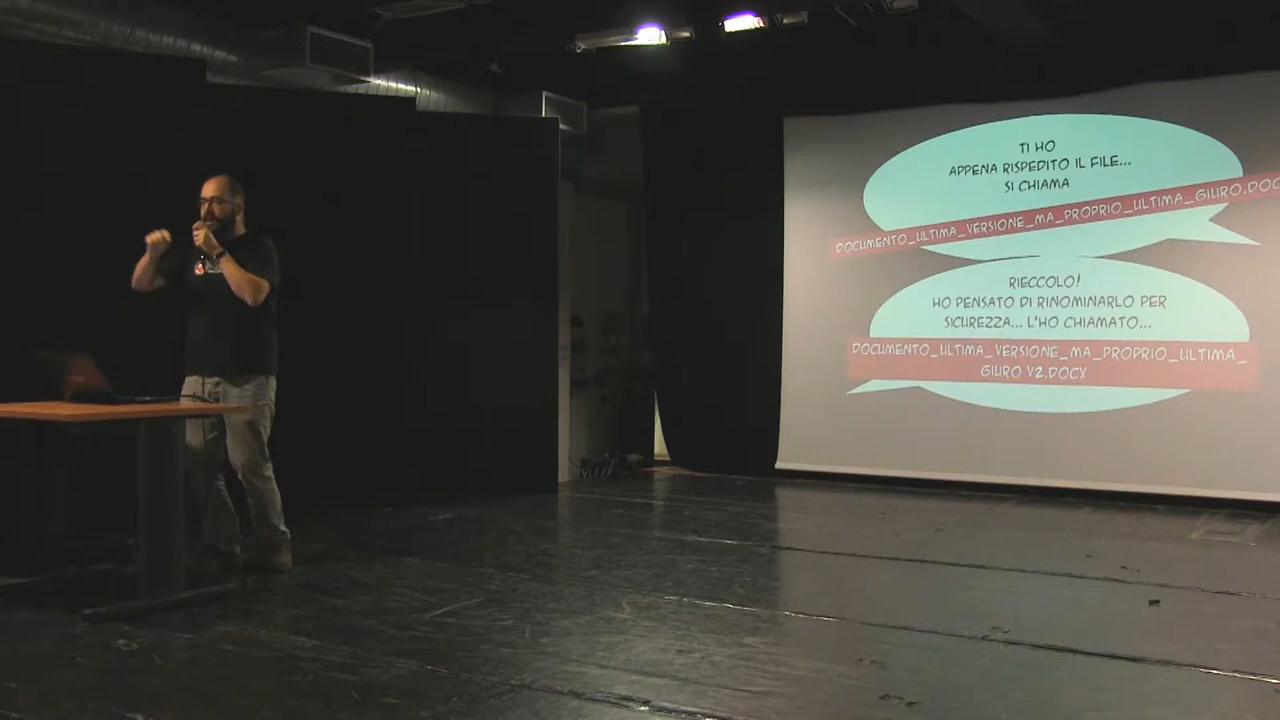 TI HO
APPENA RISPEDITO IL FILE...
SI CHIAMA
DOCUMENTO_ULTIMA_VERSIONE_MA_PROPRIO_ULTIMA_GIURO.DOC
RIECCOLO!
HO PENSATO DI RINOMINARLO PER
SICUREZZA... L'HO CHIAMATO...
DOCUMENTO_ULTIMA_VERSIONE_MA_PROPRIO_ULTIMA_
GIURO V2.DOCX